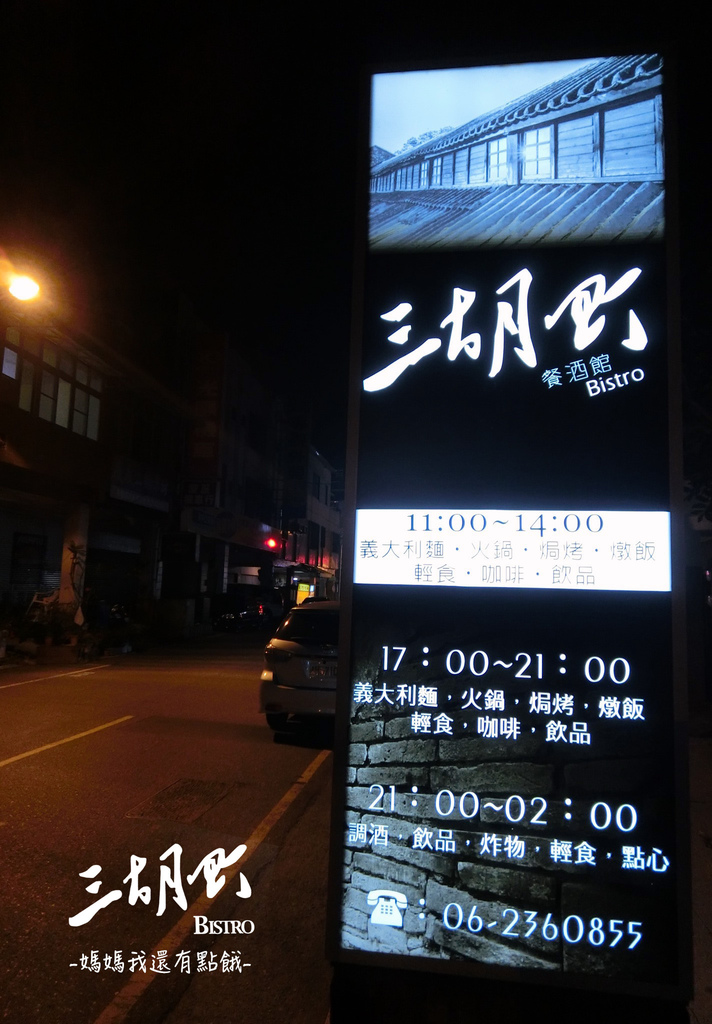 三胡町
餐酒館
Bistro
11:00~14:00
義大利麵・火鍋・焗烤・燉飯
輕食・咖啡・飲品
17：00~21：00
義大利麵，火鍋，焗烤，燉飯
輕食，咖啡，飲品
21：00~02：00
調酒，飲品，炸物，輕食，點心
：06-2360855
三胡町
BISTRO
-媽媽我還有點餓-